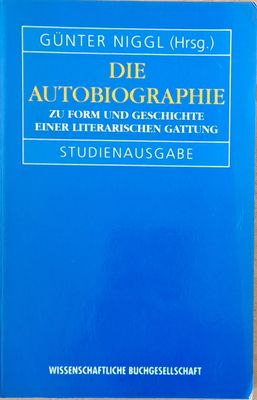 GÜNTER NIGGL (Hrsg.)
DIE
AUTOBIOGRAPHIE
ZU FORM UND GESCHICHTE
EINER LITERARISCHEN GATTUNG
STUDIENAUSGABE
WISSENSCHAFTLICHE BUCHGESELLSCHAFT